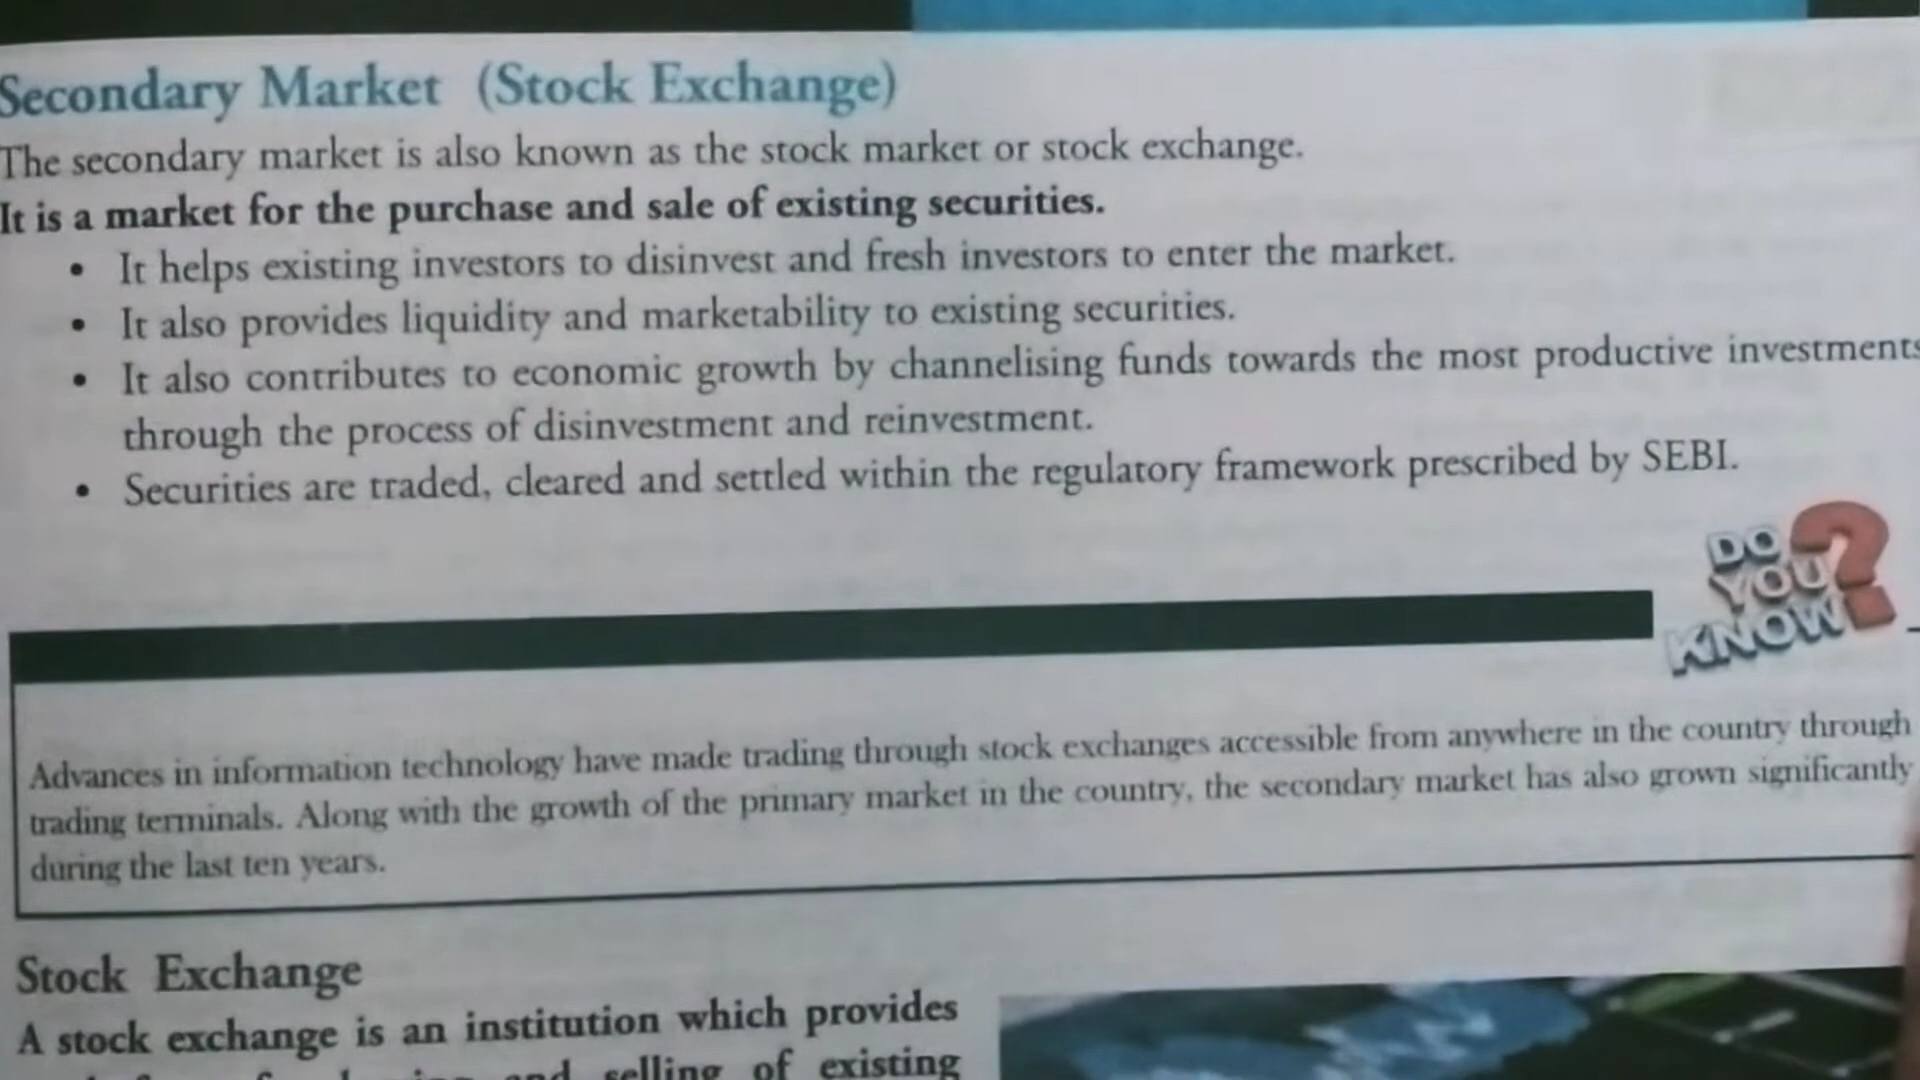 Secondary Market (Stock Exchange)
The secondary market is also known as the stock market or stock exchange.
It is a market for the purchase and sale of existing securities.
• It helps existing investors to disinvest and fresh investors to enter the market.
• It also provides liquidity and marketability to existing securities.
• It also contributes to economic growth by channelising funds towards the most productive investments
through the process of disinvestment and reinvestment.
• Securities are traded, cleared and settled within the regulatory framework prescribed by SEBI.
DO
YOU
KNOW?
Advances in information technology have made trading through stock exchanges accessible from anywhere in the country through
trading terminals. Along with the growth of the primary market in the country, the secondary market has also grown significantly
during the last ten years.
Stock Exchange
A stock exchange is an institution which provides
and selling of existing